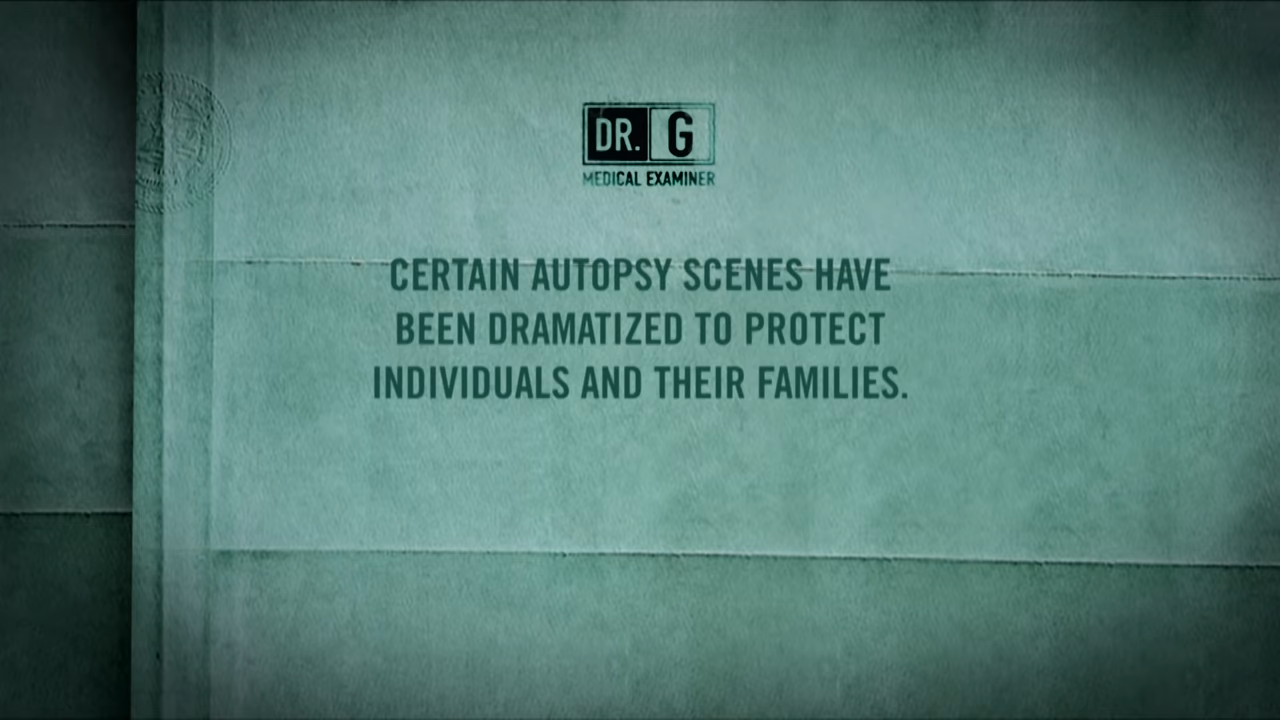 DR. G
MEDICAL EXAMINER
CERTAIN AUTOPSY SCENES HAVE
BEEN DRAMATIZED TO PROTECT
INDIVIDUALS AND THEIR FAMILIES.